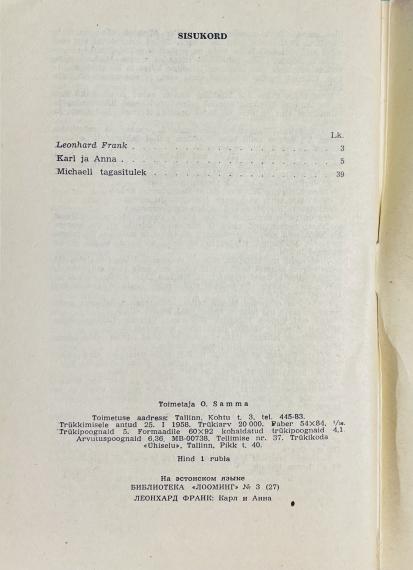 SISUKORD
Lk.
Leonhard Frank . . . . . . . . . . . . . . . . 3
Karl ja Anna . . . . . . . . . . . . . . . . 5
Michaeli tagasitulek . . . . . . . . . . . . . . 39
Toimetaja O. Samma
Toimetuse aadress: Tallinn, Kohtu t. 3, tel. 445-83.
Trükkimisele antud 25. I 1958. Trükiarv 20 000. Paber 54×84, 1/16.
Trükipoognaid 5. Formaadile 60×92 kohaldatud trükipoognaid 4,1.
Arvutuspoognaid 6,36. MB-00738. Tellimise nr. 37. Trükikoda
«Ühiselu», Tallinn, Pikk t. 40.
Hind 1 rubla
На эстонском языке
БИБЛИОТЕКА «ЛООМИНГ» № 3 (27)
ЛЕОНХАРД ФРАНК: Карл и Анна